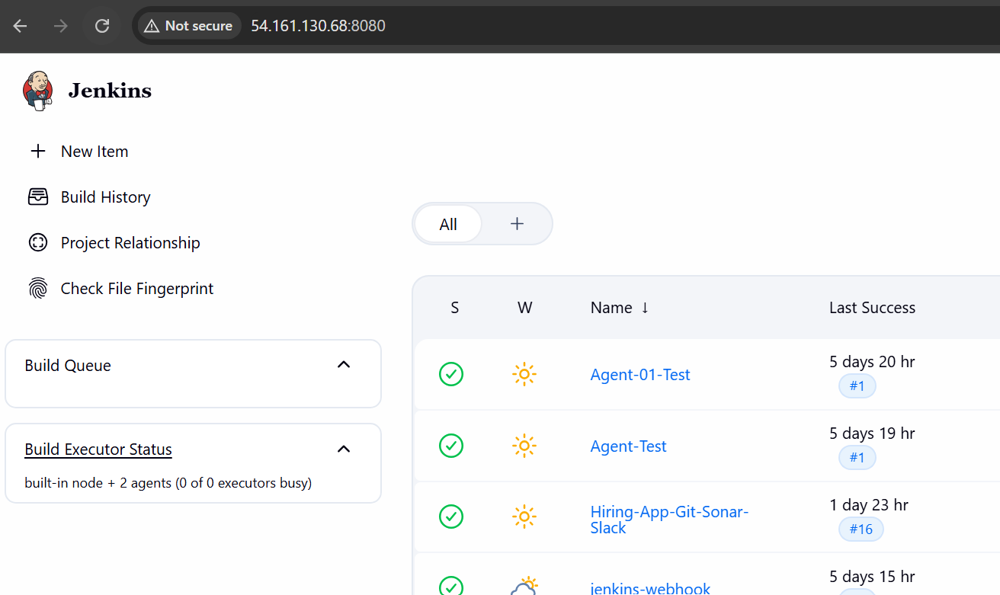 Not secure 54.161.130.68:8080
Jenkins
New Item
Build History
Project Relationship
Check File Fingerprint
Build Queue
Build Executor Status
built-in node + 2 agents (0 of 0 executors busy)
All +
S W Name ↓ Last Success
Agent-01-Test 5 days 20 hr
#1
Agent-Test 5 days 19 hr
#1
Hiring-App-Git-Sonar-
Slack
1 day 23 hr
#16
jenkins-webhook 5 days 15 hr